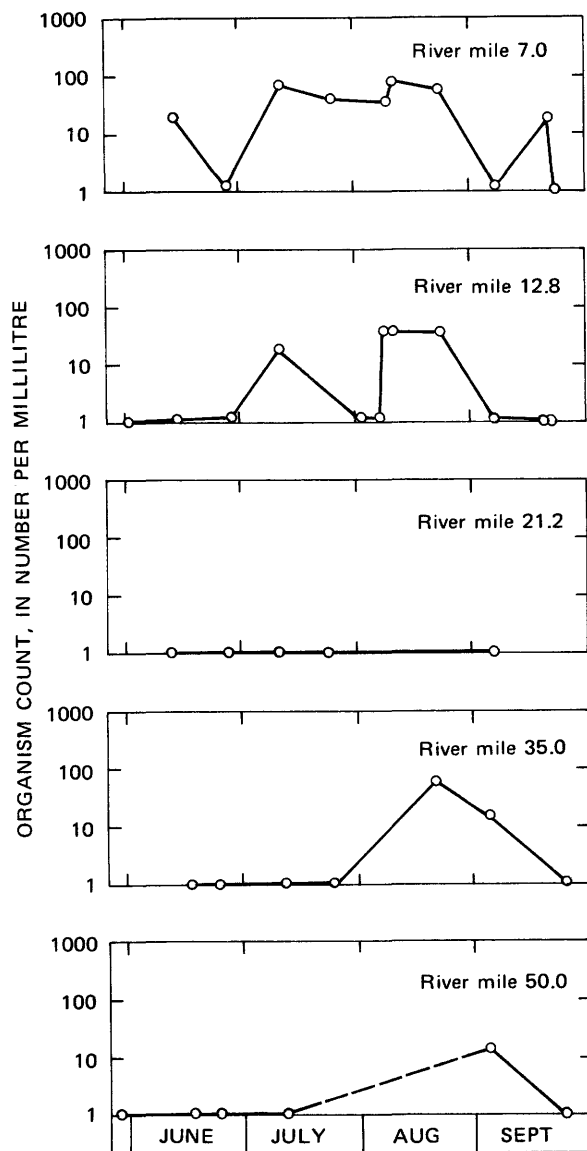 ORGANISM COUNT, IN NUMBER PER MILLILITRE
1000
River mile 7.0
100
10
1
1000
River mile 12.8
100
10
1
1000
River mile 21.2
100
10
1
1000
River mile 35.0
100
10
1
1000
River mile 50.0
100
10
1
JUNE JULY AUG SEPT